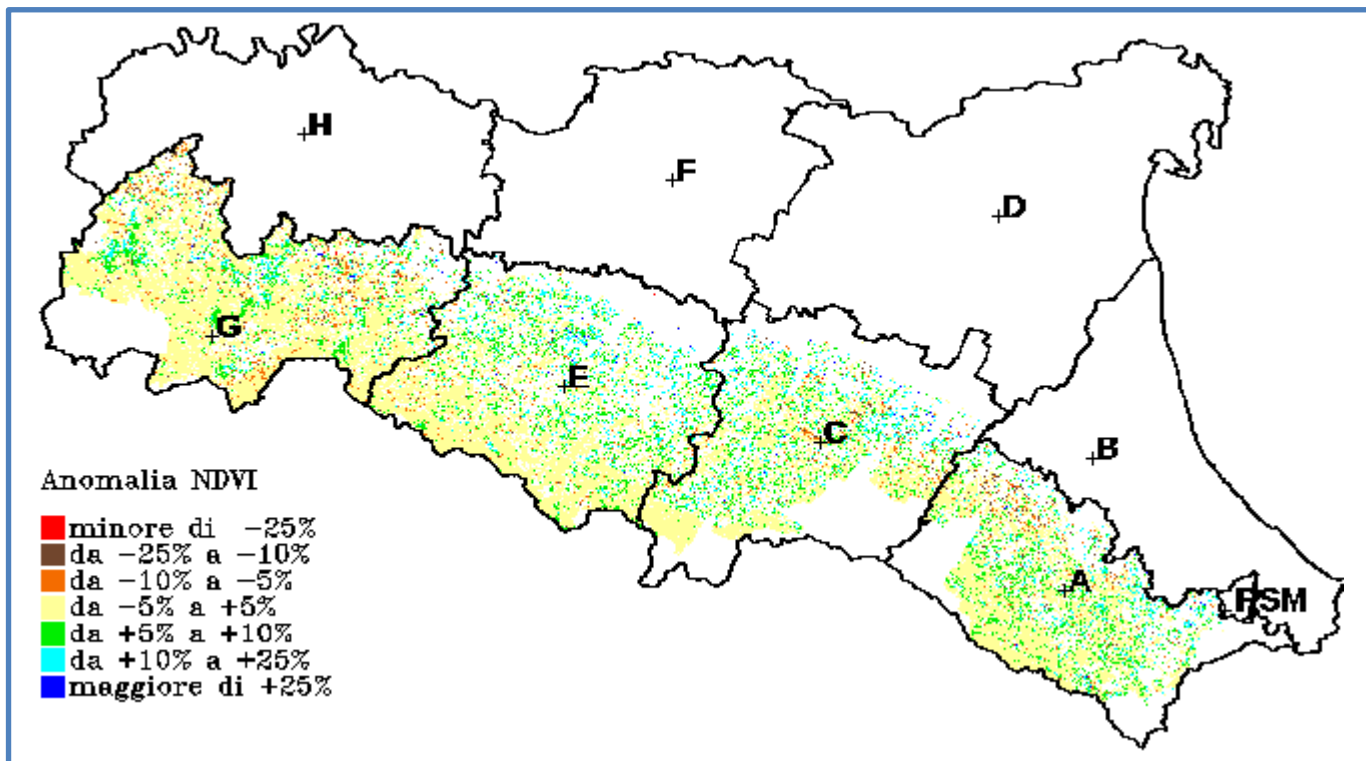 H
F
D
G
E
C
B
A
RSM
Anomalia NDVI
minore di -25%
da -25% a -10%
da -10% a -5%
da -5% a +5%
da +5% a +10%
da +10% a +25%
maggiore di +25%